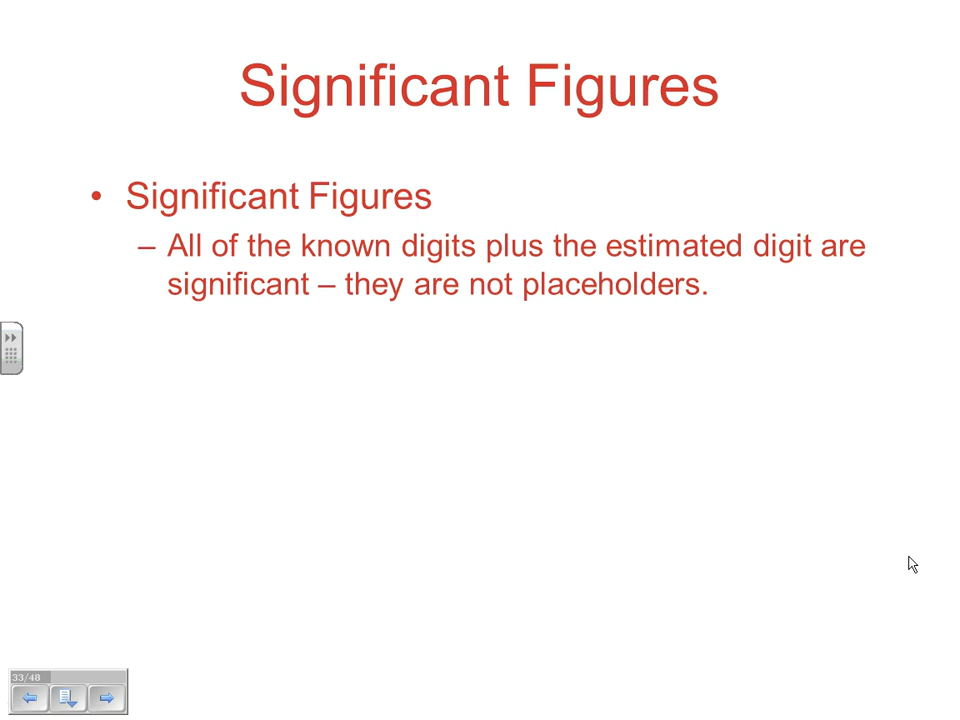 Significant Figures
• Significant Figures
– All of the known digits plus the estimated digit are
significant – they are not placeholders.
33/48